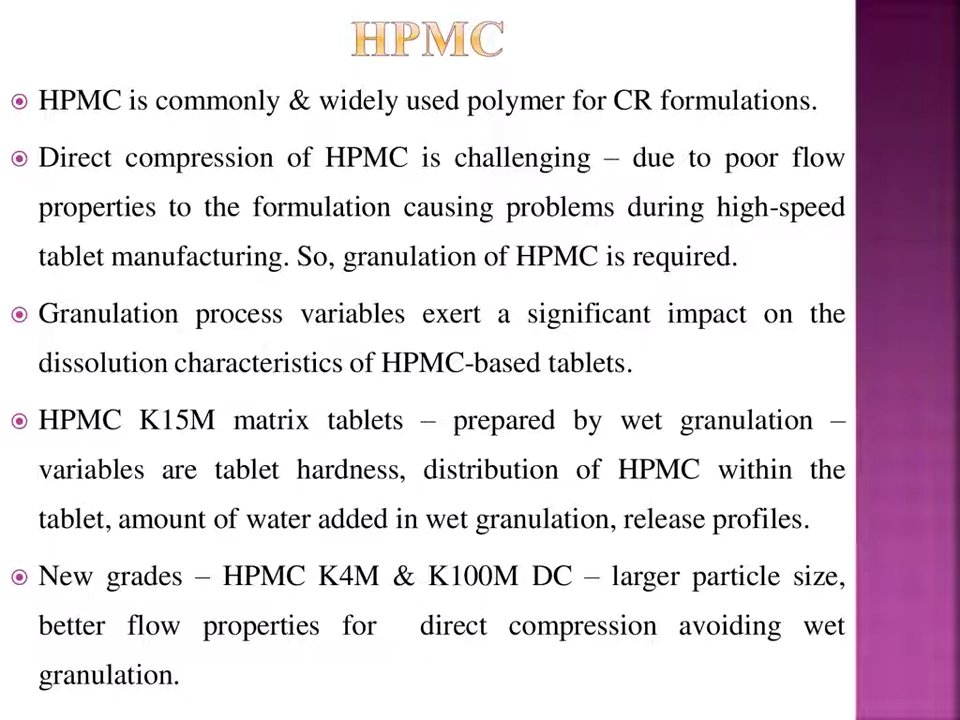 HPMC
HPMC is commonly & widely used polymer for CR formulations.
Direct compression of HPMC is challenging – due to poor flow
properties to the formulation causing problems during high-speed
tablet manufacturing. So, granulation of HPMC is required.
Granulation process variables exert a significant impact on the
dissolution characteristics of HPMC-based tablets.
HPMC K15M matrix tablets – prepared by wet granulation –
variables are tablet hardness, distribution of HPMC within the
tablet, amount of water added in wet granulation, release profiles.
New grades – HPMC K4M & K100M DC – larger particle size,
better flow properties for direct compression avoiding wet
granulation.